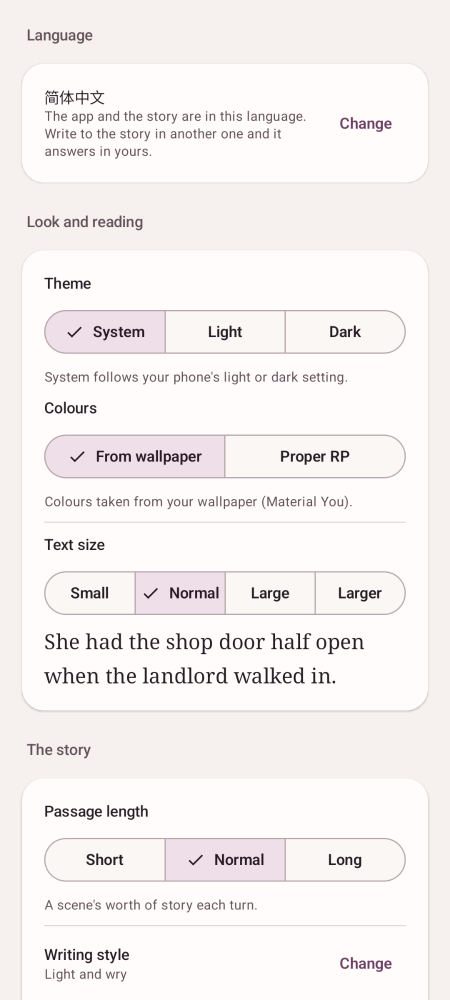 Language
简体中文
The app and the story are in this language.
Write to the story in another one and it
answers in yours.
Change
Look and reading
Theme
System
Light
Dark
System follows your phone's light or dark setting.
Colours
From wallpaper
Proper RP
Colours taken from your wallpaper (Material You).
Text size
Small
Normal
Large
Larger
She had the shop door half open
when the landlord walked in.
The story
Passage length
Short
Normal
Long
A scene's worth of story each turn.
Writing style
Light and wry
Change